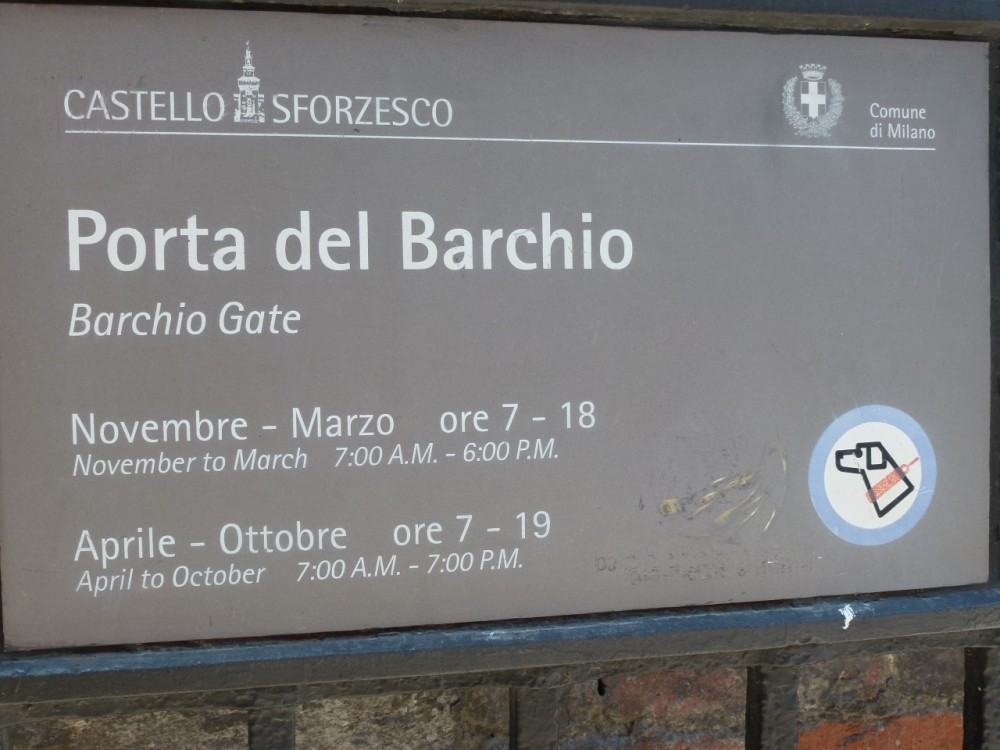 CASTELLO SFORZESCO
Comune
di Milano
Porta del Barchio
Barchio Gate
Novembre - Marzo ore 7 - 18
November to March 7:00 A.M. - 6:00 P.M.
Aprile - Ottobre ore 7 - 19
April to October 7:00 A.M. - 7:00 P.M.